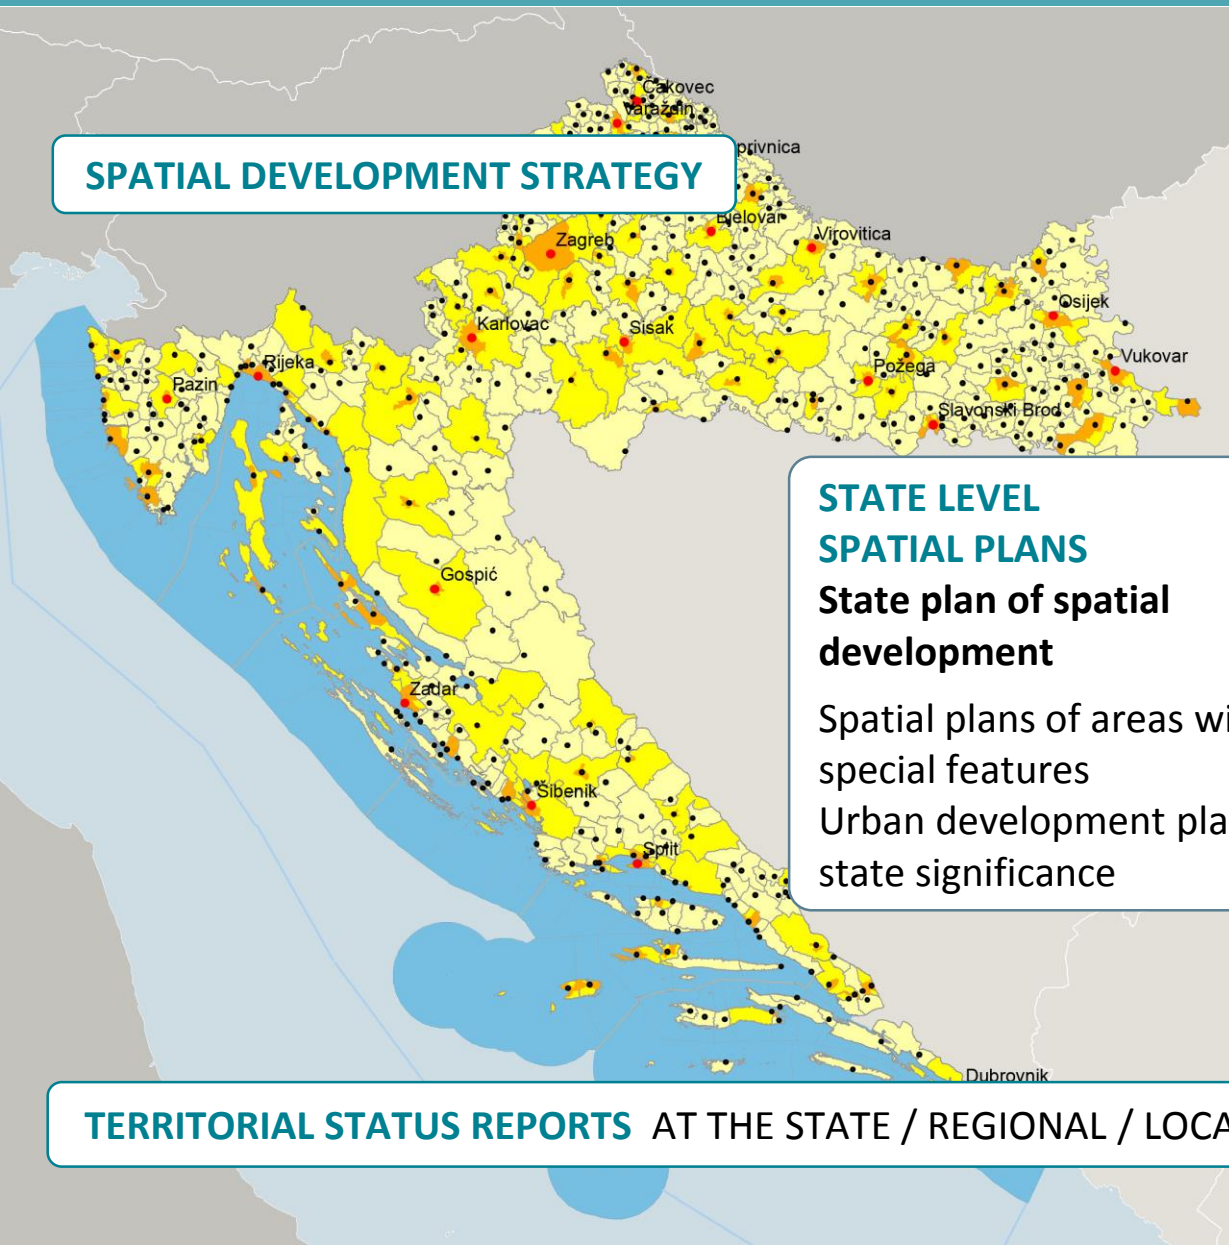 Čakovec
Varaždin
SPATIAL DEVELOPMENT STRATEGY
privnica
Bjelovar
Virovitica
Zagreb
Osijek
Karlovac
Sisak
Vukovar
Rijeka
Požega
Pazin
Slavonski Brod
STATE LEVEL
SPATIAL PLANS
State plan of spatial
development
Gospić
Zadar
Spatial plans of areas wi
special features
Šibenik
Urban development pla
Split
state significance
Dubrovnik
TERRITORIAL STATUS REPORTS AT THE STATE / REGIONAL / LOCA